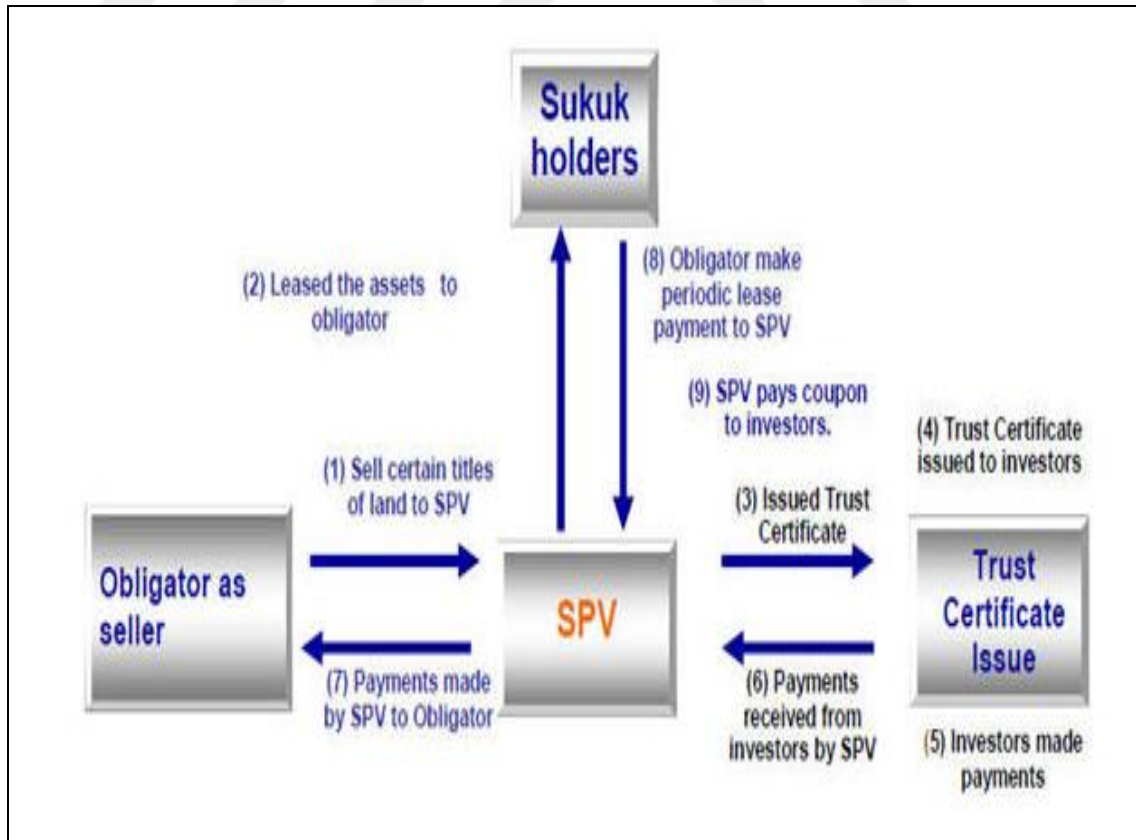 Sukuk
holders
(2) Leased the assets to
obligator
(8) Obligator make
periodic lease
payment to SPV
(9) SPV pays coupon
to investors.
(4) Trust Certificate
issued to investors
(1) Sell certain titles
of land to SPV
(3) Issued Trust
Certificate
Obligator as
seller
SPV
Trust
Certificate
Issue
(7) Payments made
by SPV to Obligator
(6) Payments
received from
investors by SPV
(5) Investors made
payments